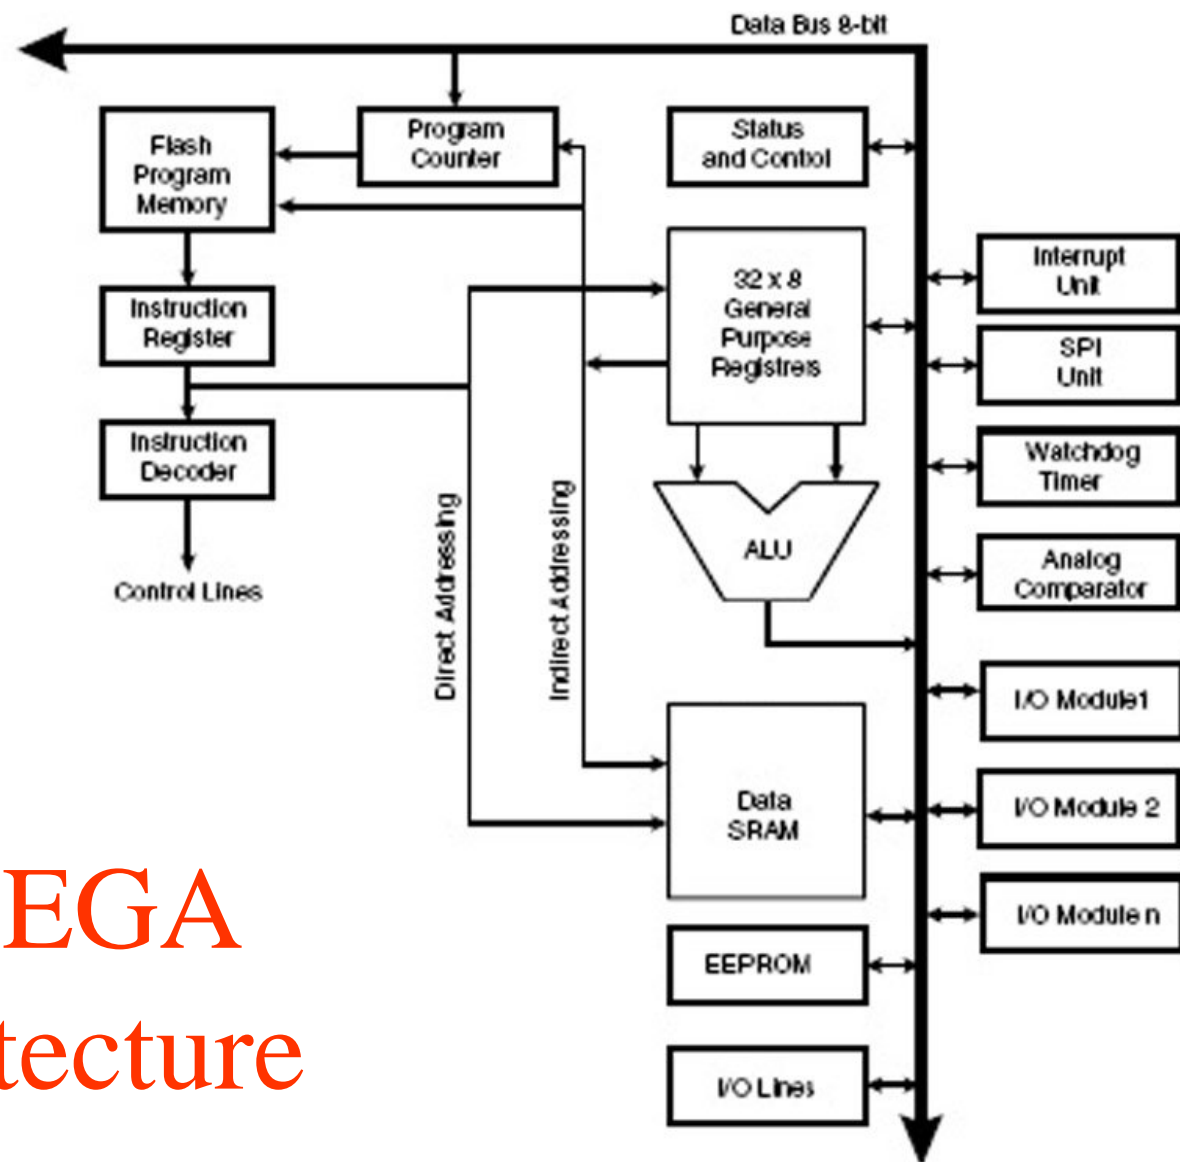 Data Bus 8-bit
Flash
Program
Memory
Program
Counter
Status
and Control
Instruction
Register
32 x 8
General
Purpose
Registrers
Interrupt
Unit
SPI
Unit
Instruction
Decoder
Watchdog
Timer
Control Lines
Direct Addressing
Indirect Addressing
ALU
Analog
Comparator
I/O Module1
Data
SRAM
I/O Module 2
I/O Module n
EEPROM
I/O Lines
EGA
tecture